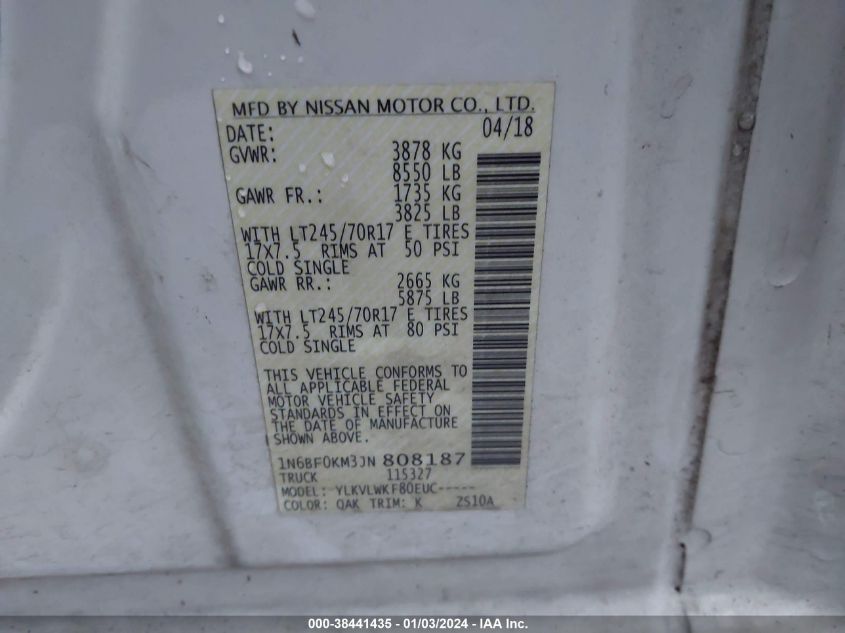 MFD BY NISSAN MOTOR CO., LTD.
DATE: 04/18
GVWR: 3878 KG
8550 LB
GAWR FR.: 1735 KG
3825 LB
WITH LT245/70R17 E TIRES
17X7.5 RIMS AT 50 PSI
COLD SINGLE
GAWR RR.: 2665 KG
5875 LB
WITH LT245/70R17 E TIRES
17X7.5 RIMS AT 80 PSI
COLD SINGLE
THIS VEHICLE CONFORMS TO
ALL APPLICABLE FEDERAL
MOTOR VEHICLE SAFETY
STANDARDS IN EFFECT ON
THE DATE OF MANUFACTURE
SHOWN ABOVE.
1N6BF0KM3JN 808187
TRUCK 115327
MODEL: YLKVLWKF80EUC-----
COLOR: QAK TRIM: K ZS10A
000-38441435 - 01/03/2024 - IAA Inc.